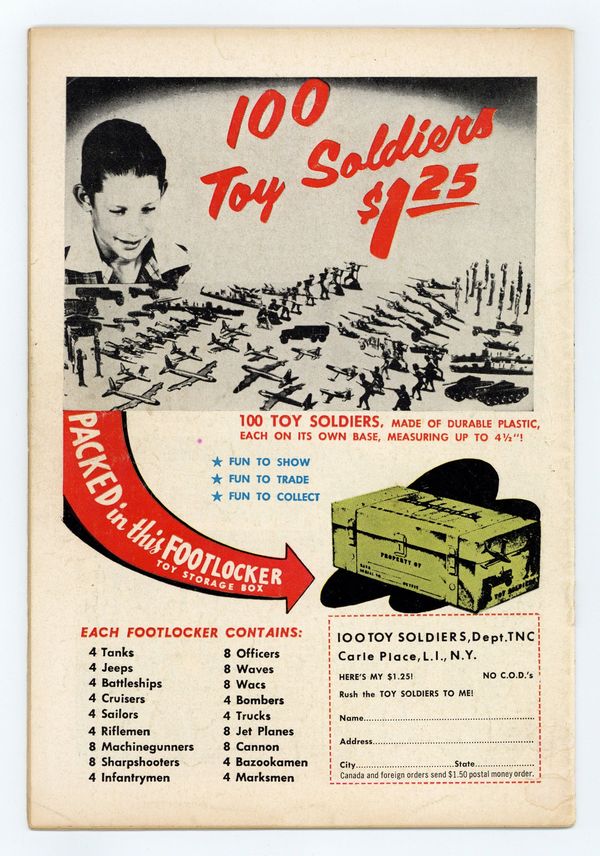 100
Toy Soldiers
$1.25
100 TOY SOLDIERS, MADE OF DURABLE PLASTIC,
EACH ON ITS OWN BASE, MEASURING UP TO 4½"!
★ FUN TO SHOW
★ FUN TO TRADE
★ FUN TO COLLECT
PACKED in this FOOTLOCKER
TOY STORAGE BOX
PROPERTY OF
TOY SOLDIERS
EACH FOOTLOCKER CONTAINS:
4 Tanks
4 Jeeps
4 Battleships
4 Cruisers
4 Sailors
4 Riflemen
8 Machinegunners
8 Sharpshooters
4 Infantrymen
8 Officers
8 Waves
8 Wacs
4 Bombers
4 Trucks
8 Jet Planes
8 Cannon
4 Bazookamen
4 Marksmen
100 TOY SOLDIERS, Dept. TNC
Carle Place, L.I., N.Y.
HERE'S MY $1.25! NO C.O.D.'s
Rush the TOY SOLDIERS TO ME!
Name
Address
City State
Canada and foreign orders send $1.50 postal money order.